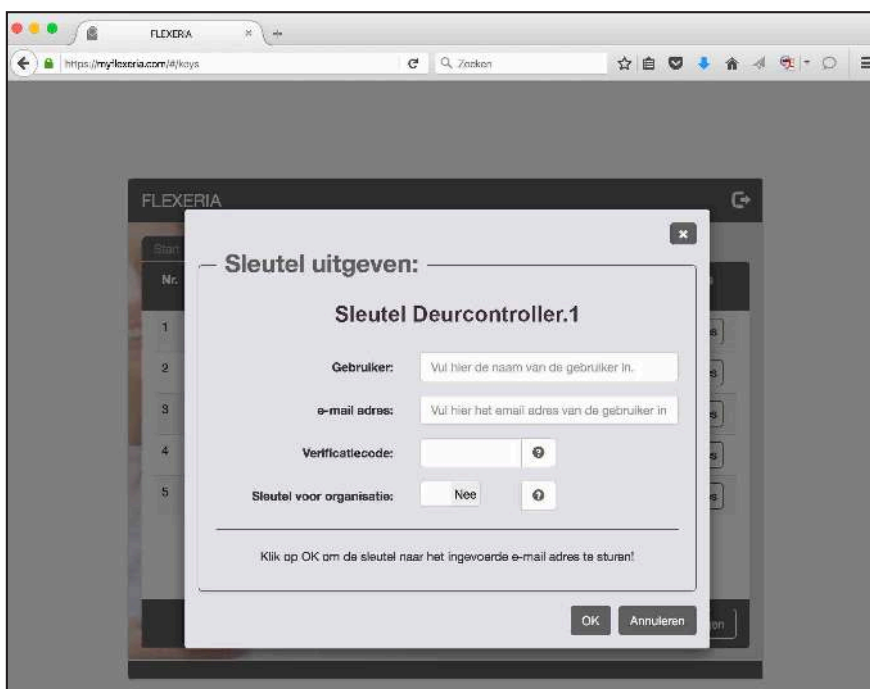 FLEXERIA
https://myflexeria.com/#/keys
Zoeken
FLEXERIA
Start
Nr.
Sleutel uitgeven:
Sleutel Deurcontroller.1
1
Gebruiker:
Vul hier de naam van de gebruiker in.
2
e-mail adres:
Vul hier het email adres van de gebruiker in
3
Verificatiecode:
4
Sleutel voor organisatie:
Nee
5
Klik op OK om de sleutel naar het ingevoerde e-mail adres te sturen!
OK
Annuleren